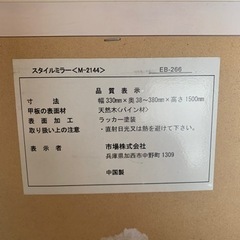 スタイルミラー<M-2144>
EB-266
品質表示
寸法 幅330mm×奥38～380mm×高さ1500mm
甲板の表面材 天然木(パイン材)
表面加工 ラッカー塗装
取り扱い上の注意 ・直射日光又は熱を避けて下さい。
表示者 市場株式会社
兵庫県加西市中野町1309
中国製